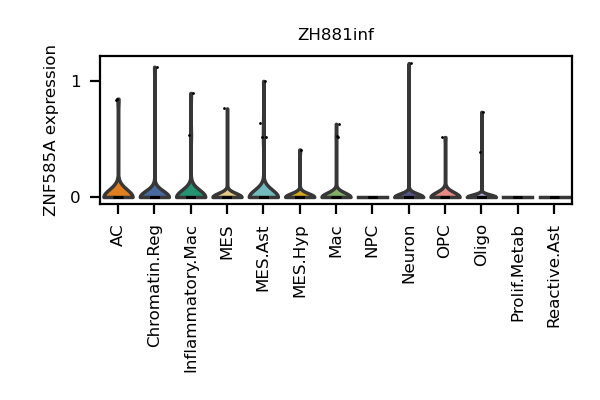 ZH881inf
ZNF585A expression
1
0
AC
Chromatin.Reg
Inflammatory.Mac
MES
MES.Ast
MES.Hyp
Mac
NPC
Neuron
OPC
Oligo
Prolif.Metab
Reactive.Ast